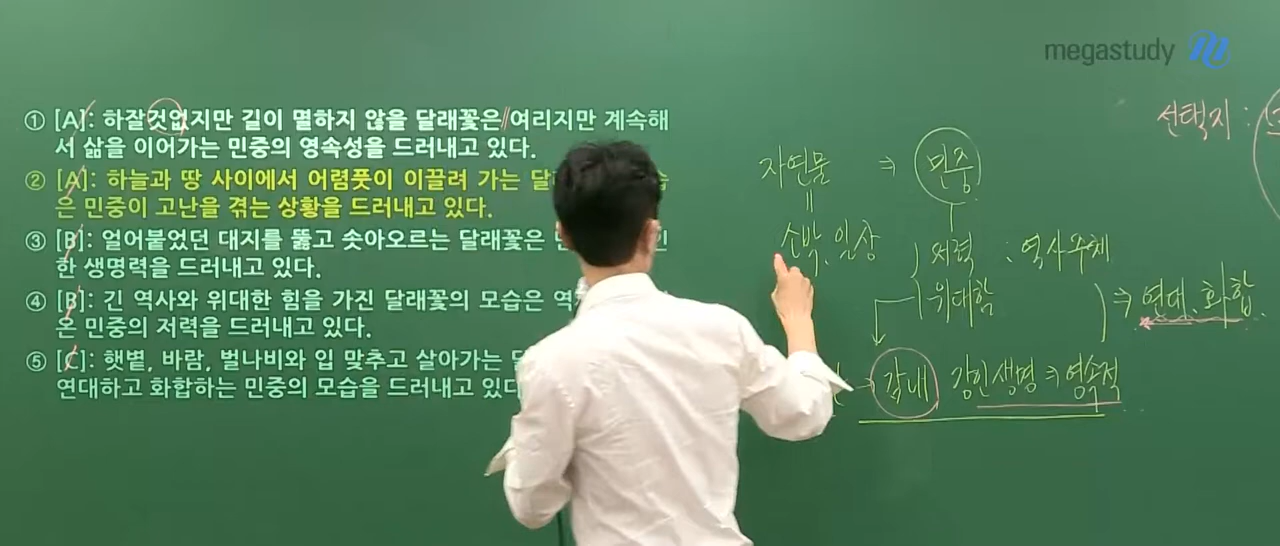 megastudy
① [A]: 하잘것없지만 길이 멸하지 않을 달래꽃은 여리지만 계속해
서 삶을 이어가는 민중의 영속성을 드러내고 있다.
② [A]: 하늘과 땅 사이에서 어렴풋이 이끌려 가는
은 민중이 고난을 겪는 상황을 드러내고 있다.
③ [B]: 얼어붙었던 대지를 뚫고 솟아오르는 달래꽃은
한 생명력을 드러내고 있다.
④ [B]: 긴 역사와 위대한 힘을 가진 달래꽃의 모습은
온 민중의 저력을 드러내고 있다.
⑤ [C]: 햇볕, 바람, 벌나비와 입 맞추고 살아가는
연대하고 화합하는 민중의 모습을 드러내고 있다
선택지 :
자연물 ⇒ 민중
소박, 일상 저력 : 역사주체
위대함 ⇒ 연대, 화합
→ 강인생명 ⇒ 영속적